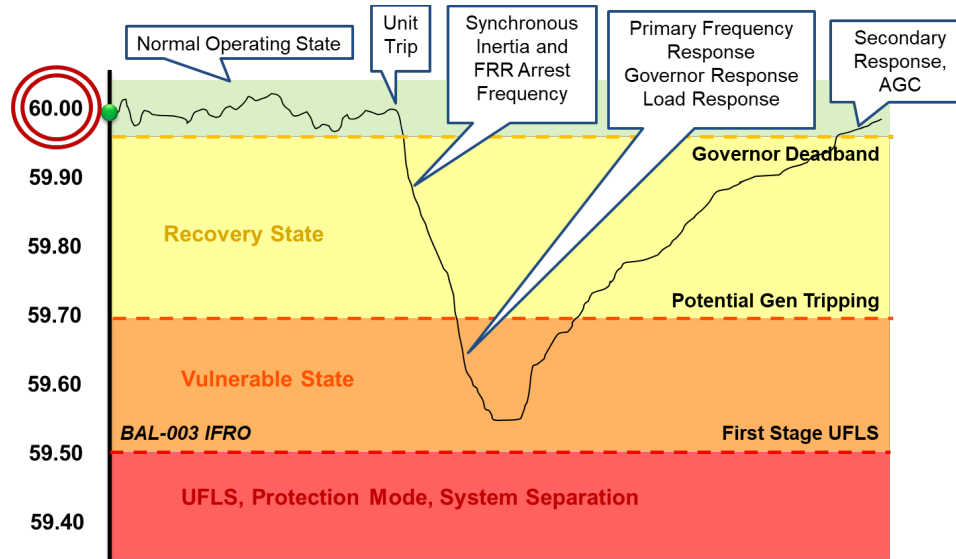 Normal Operating State
Unit
Trip
Synchronous
Inertia and
FRR Arrest
Frequency
Primary Frequency
Response
Governor Response
Load Response
Secondary
Response,
AGC
60.00
59.90
59.80
59.70
59.60
59.50
59.40
Governor Deadband
Recovery State
Potential Gen Tripping
Vulnerable State
BAL-003 IFRO
First Stage UFLS
UFLS, Protection Mode, System Separation